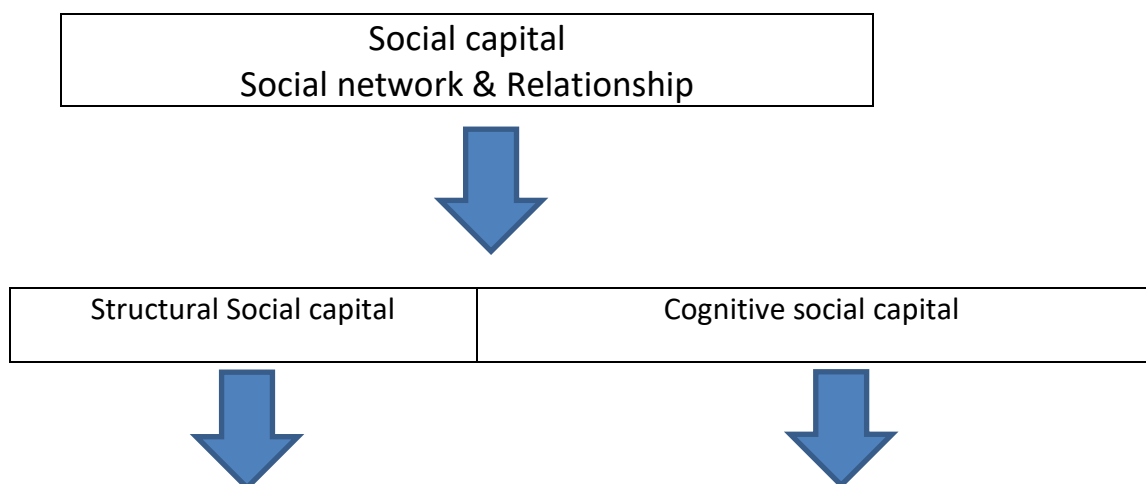 Social capital
Social network & Relationship
Structural Social capital
Cognitive social capital